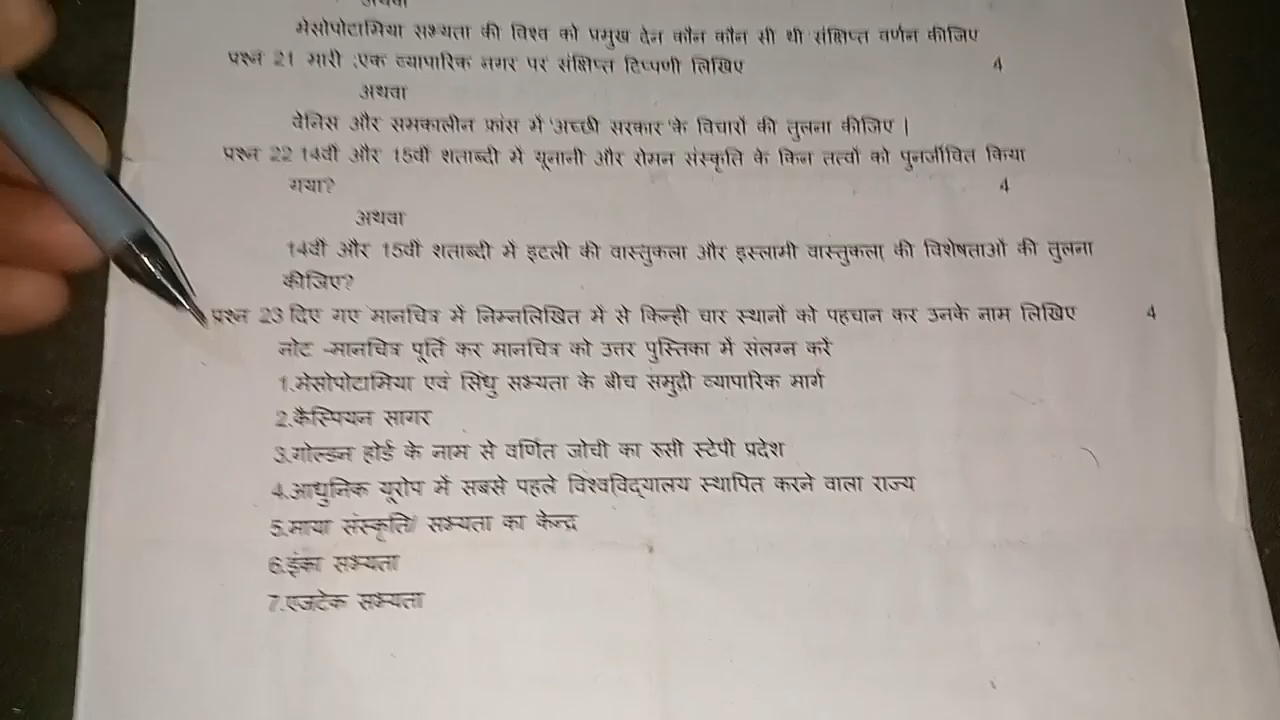 अथवा
मेसोपोटामिया सभ्यता की विश्व को प्रमुख देन कौन कौन सी थी संक्षिप्त वर्णन कीजिए
प्रश्न 21 मारी :एक व्यापारिक नगर पर संक्षिप्त टिप्पणी लिखिए 4
अथवा
वेनिस और समकालीन फ्रांस में 'अच्छी सरकार 'के विचारों की तुलना कीजिए |
प्रश्न 22 14वीं और 15वीं शताब्दी में यूनानी और रोमन संस्कृति के किन तत्वों को पुनर्जीवित किया
गया? 4
अथवा
14वीं और 15वीं शताब्दी में इटली की वास्तुकला और इस्लामी वास्तुकला की विशेषताओं की तुलना
कीजिए?
प्रश्न 23 दिए गए मानचित्र में निम्नलिखित में से किन्ही चार स्थानों को पहचान कर उनके नाम लिखिए 4
नोट -मानचित्र पूर्ति कर मानचित्र को उत्तर पुस्तिका में संलग्न करें
1.मेसोपोटामिया एवं सिंधु सभ्यता के बीच समुद्री व्यापारिक मार्ग
2.कैस्पियन सागर
3.गोल्डन होर्ड के नाम से वर्णित जोची का रुसी स्टेपी प्रदेश
4.आधुनिक यूरोप में सबसे पहले विश्वविद्यालय स्थापित करने वाला राज्य
5.माया संस्कृति/ सभ्यता का केन्द्र
6.इंका सभ्यता
7.एजटेक सभ्यता